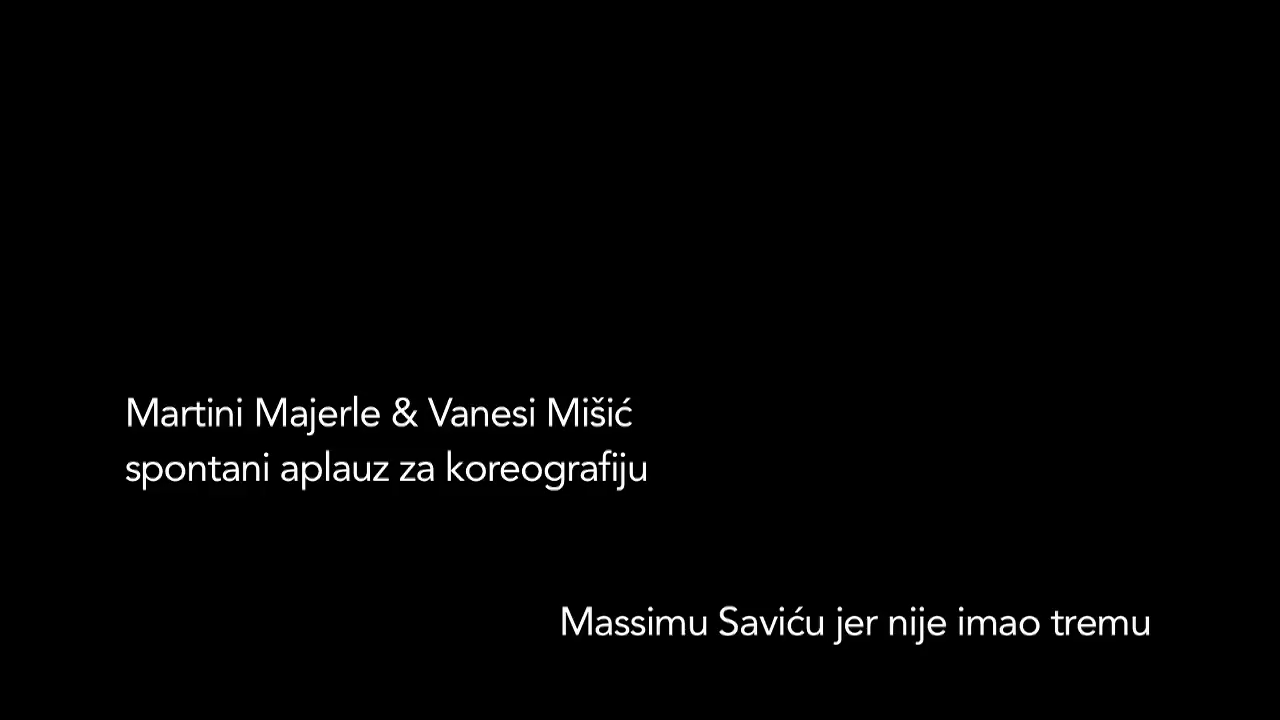 Martini Majerle & Vanesi Mišić
spontani aplauz za koreografiju
Massimu Saviću jer nije imao tremu